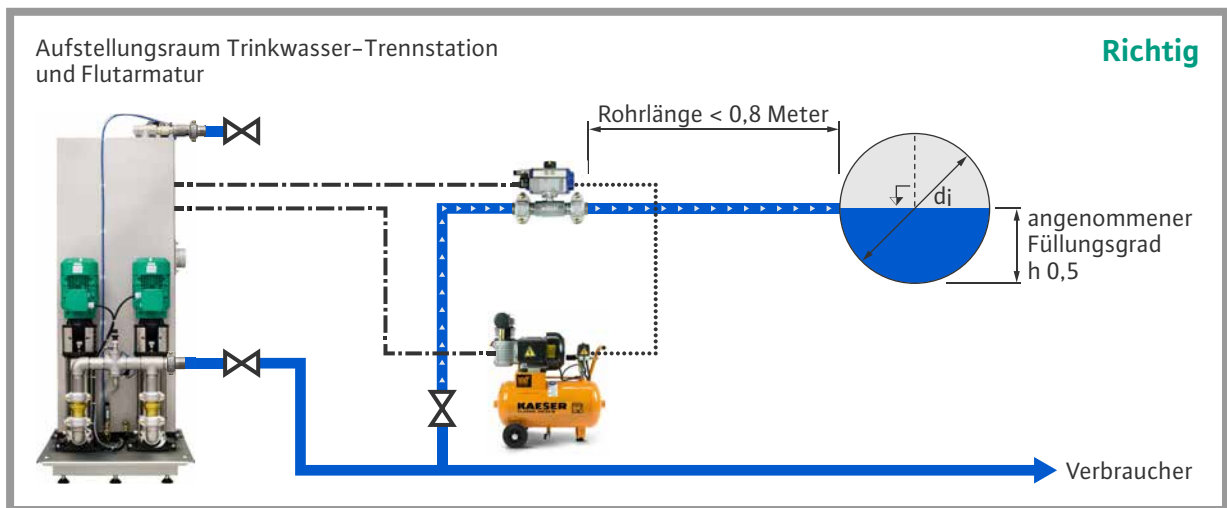 Aufstellungsraum Trinkwasser-Trennstation
und Flutarmatur
Richtig
Rohrlänge < 0,8 Meter
di
angenommener
Füllungsgrad
h 0,5
KAESER
Verbraucher